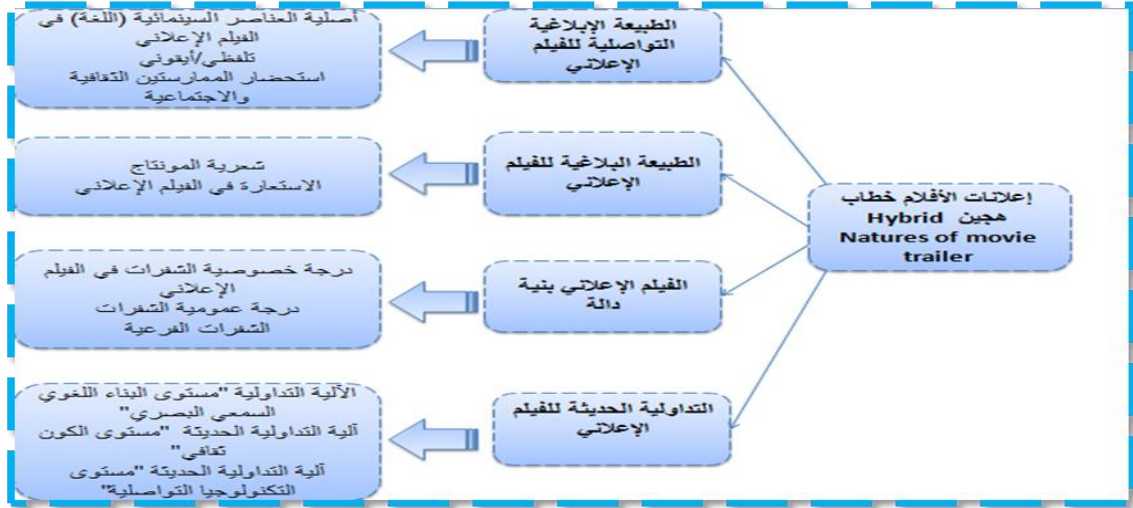 إعلانات الأفلام خطاب
هجين Hybrid
Natures of movie
trailer
الطبيعة الإبلاغية
التواصلية للفيلم
الإعلاني
أصلية العناصر السينمائية (اللغة) في
الفيلم الإعلاني
تلفظي/أيقوني
استحضار الممارستين الثقافية
والاجتماعية
الطبيعة البلاغية للفيلم
الإعلاني
شعرية المونتاج
الاستعارة في الفيلم الإعلاني
الفيلم الإعلاني بنية
دالة
درجة خصوصية الشفرات في الفيلم
الإعلاني
درجة عمومية الشفرات
الشفرات الفرعية
التداولية الحديثة للفيلم
الإعلاني
الآلية التداولية "مستوى البناء اللغوي
السمعي البصري"
آلية التداولية الحديثة "مستوى الكون
ثقافي"
آلية التداولية الحديثة "مستوى
التكنولوجيا التواصلية"